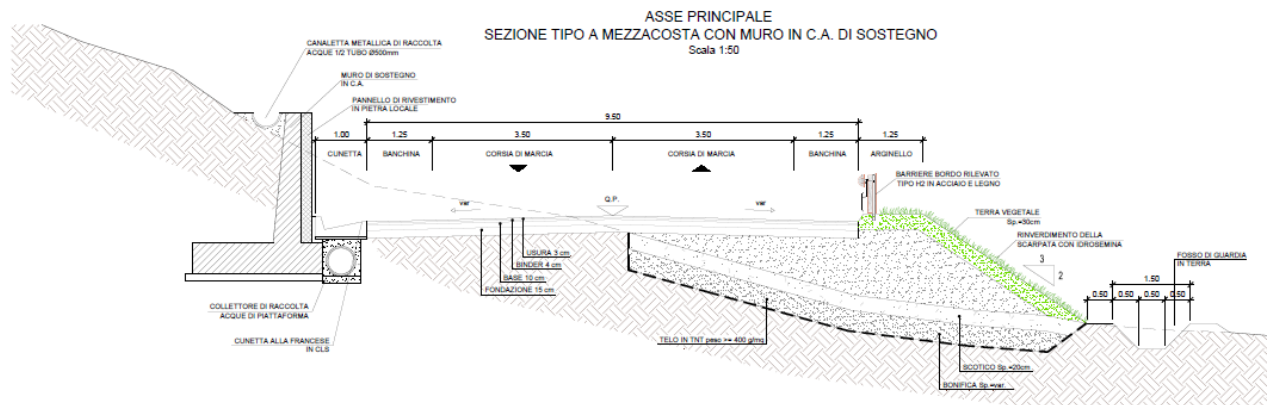 ASSE PRINCIPALE
SEZIONE TIPO A MEZZACOSTA CON MURO IN C.A. DI SOSTEGNO
Scala 1:50
CANALETTA METALLICA DI RACCOLTA
ACQUE 1/2 TUBO Ø500mm
MURO DI SOSTEGNO
IN C.A.
PANNELLO DI RIVESTIMENTO
IN PIETRA LOCALE
9.50
1.00
1.25
3.50
3.50
1.25
1.25
CUNETTA
BANCHINA
CORSIA DI MARCIA
CORSIA DI MARCIA
BANCHINA
ARGINELLO
BARRIERE BORDO RILEVATO
TIPO H2 IN ACCIAIO E LEGNO
var
Q.P.
var
TERRA VEGETALE
Sp.=30cm
RINVERDIMENTO DELLA
SCARPATA CON IDROSEMINA
3
2
FOSSO DI GUARDIA
IN TERRA
1.50
0.50
0.50
0.50
0.50
USURA 3 cm
BINDER 4 cm
BASE 10 cm
FONDAZIONE 15 cm
COLLETTORE DI RACCOLTA
ACQUE DI PIATTAFORMA
CUNETTA ALLA FRANCESE
IN CLS
TELO IN TNT peso >= 400 g/mq
SCOTICO Sp.=20cm
BONIFICA Sp=var.